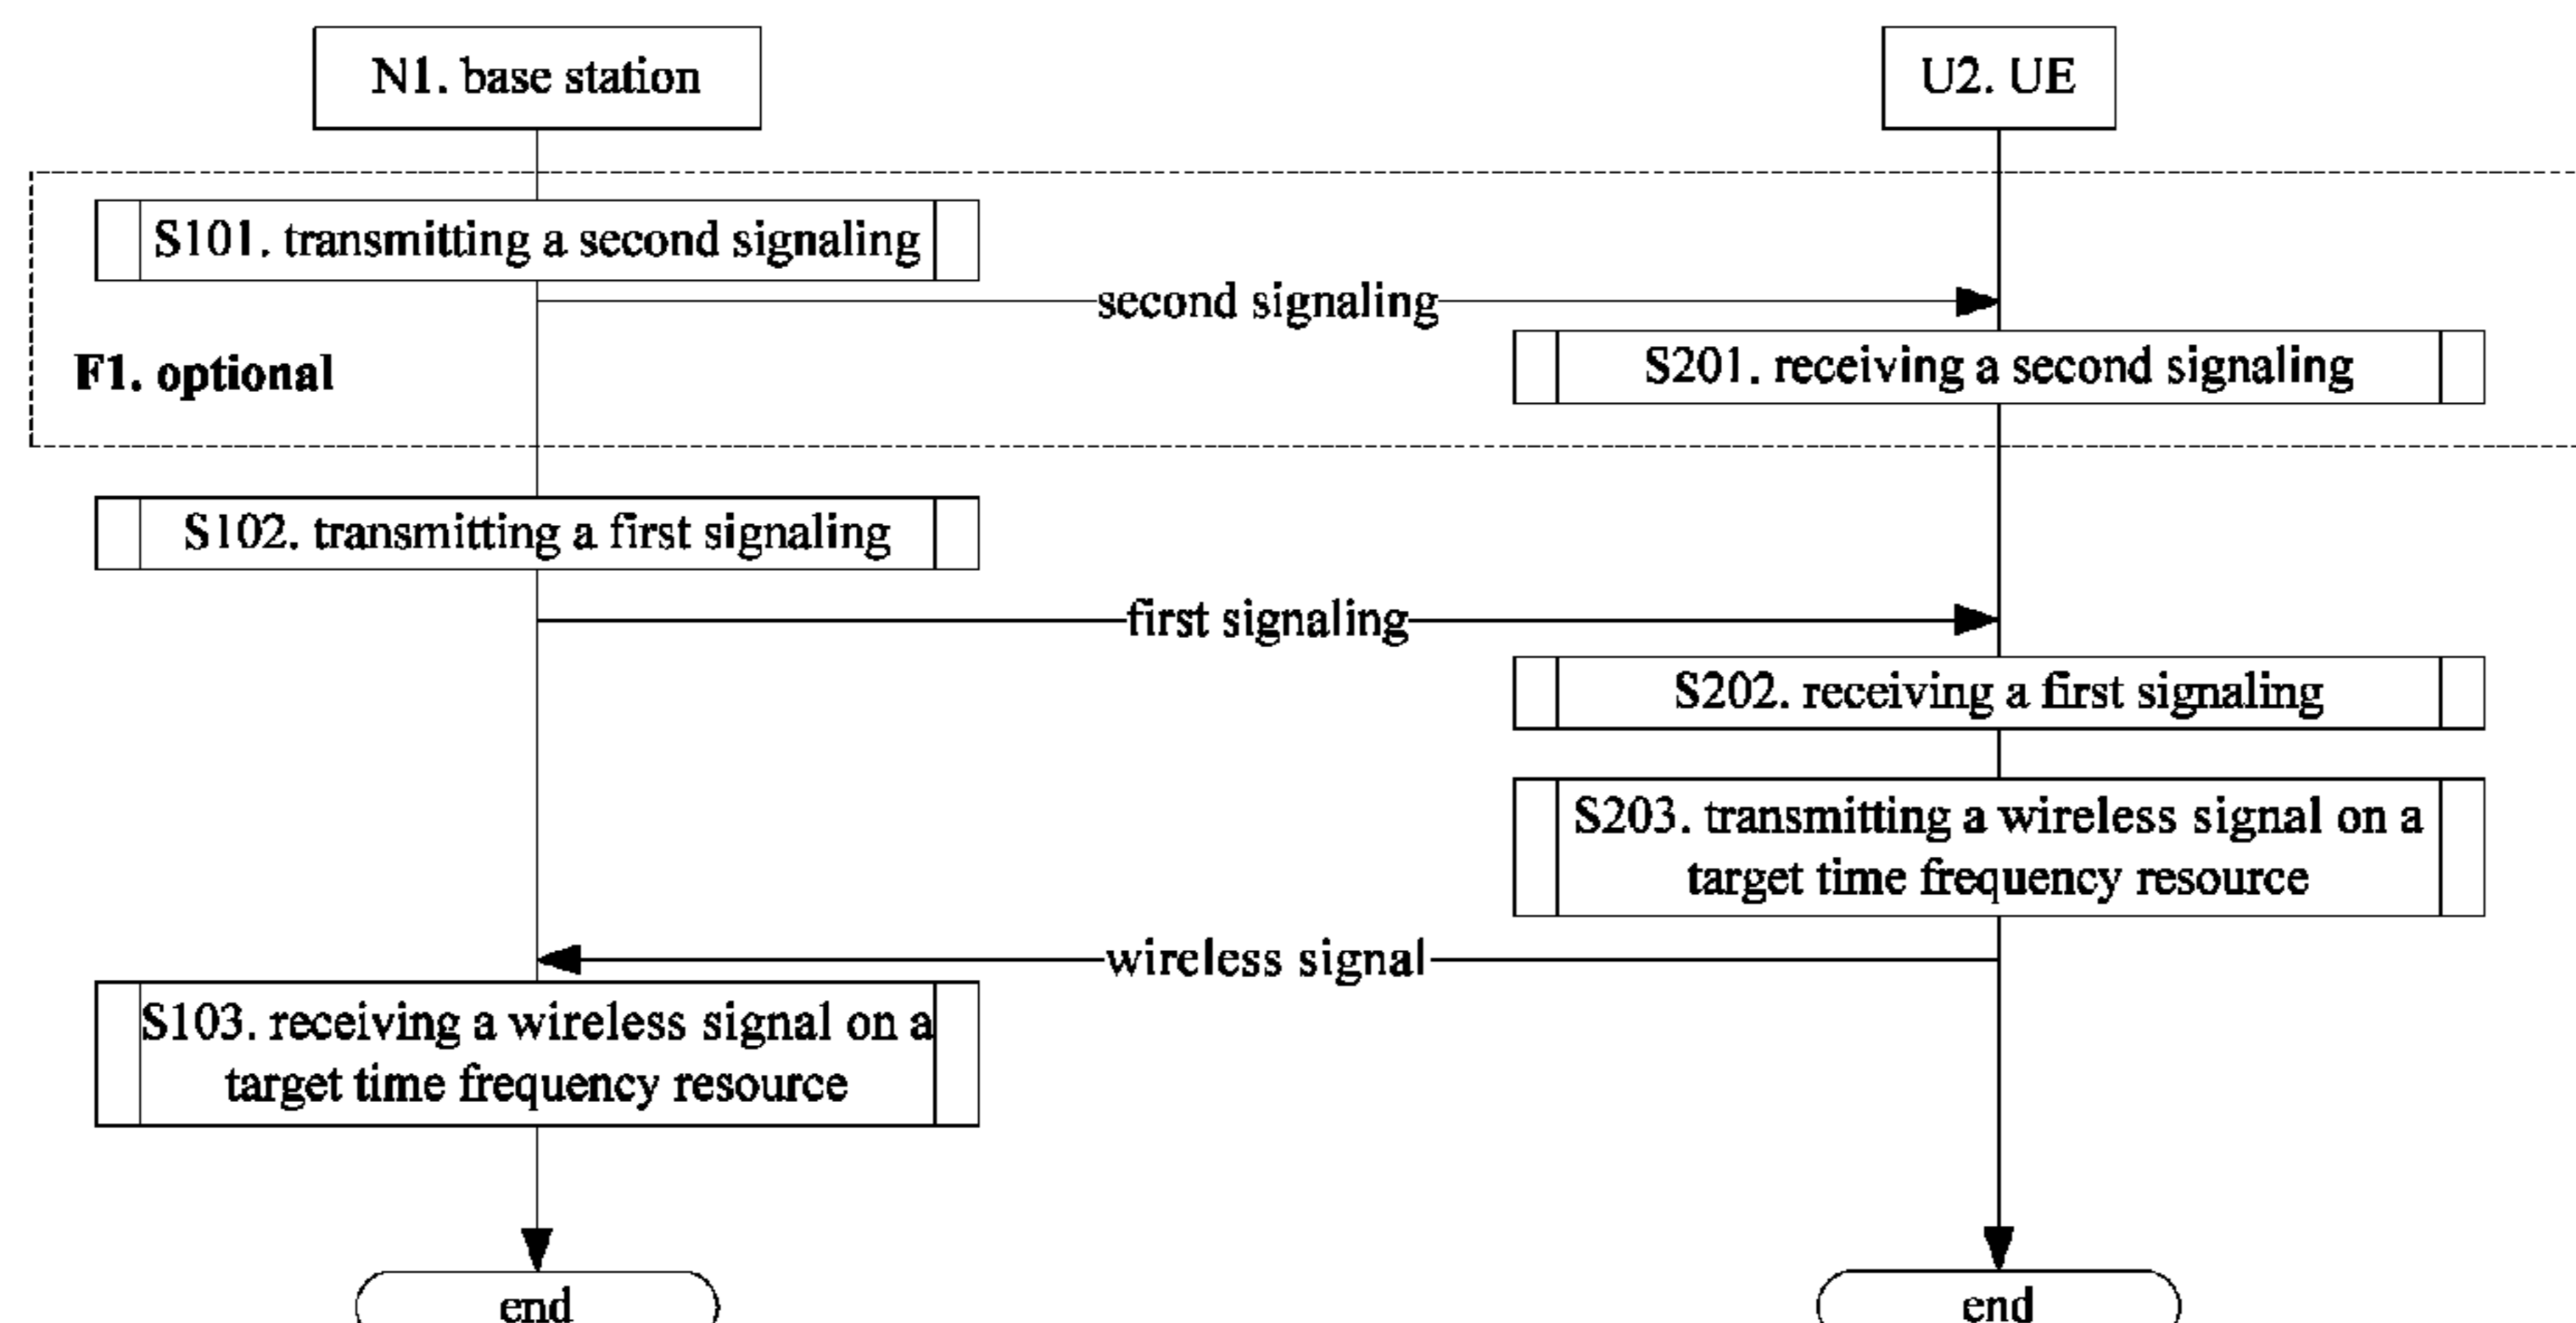 N1. base station
U2. UE
S101. transmitting a second signaling
second signaling
F1. optional
S201. receiving a second signaling
S102. transmitting a first signaling
first signaling
S202. receiving a first signaling
S203. transmitting a wireless signal on a
target time frequency resource
wireless signal
S103. receiving a wireless signal on a
target time frequency resource
end
end